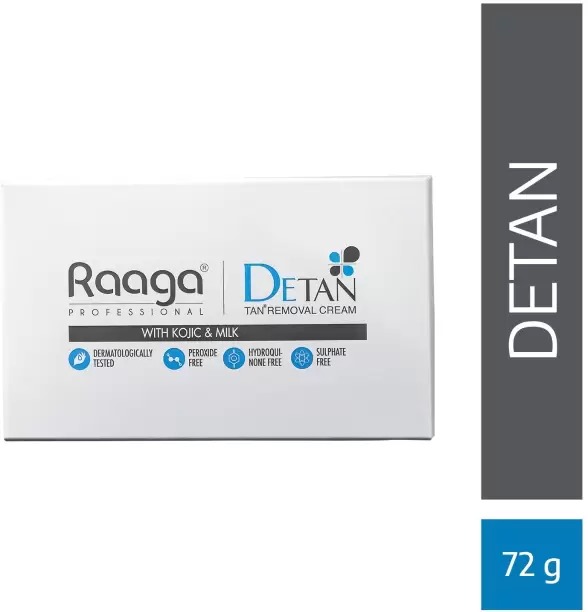 Raaga®
PROFESSIONAL
DETAN
TAN* REMOVAL CREAM
WITH KOJIC & MILK
DERMATOLOGICALLY
TESTED
PEROXIDE
FREE
HYDROQUI-
NONE FREE
SULPHATE
FREE
DETAN
72 g